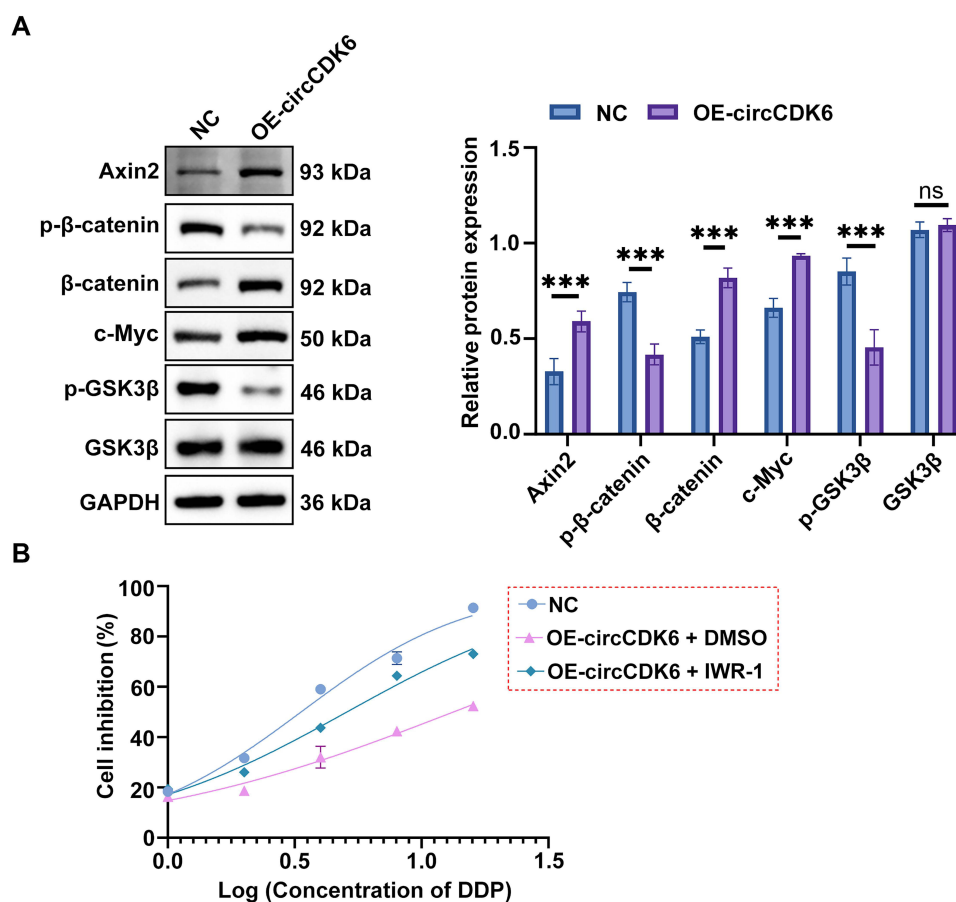 A
NC
OE-circCDK6
Axin2
93 kDa
p-β-catenin
92 kDa
β-catenin
92 kDa
c-Myc
50 kDa
p-GSK3β
46 kDa
GSK3β
46 kDa
GAPDH
36 kDa
NC
OE-circCDK6
Relative protein expression
1.5
1.0
0.5
0.0
***
***
***
***
***
ns
Axin2
p-β-catenin
β-catenin
c-Myc
p-GSK3β
GSK3β
B
Cell inhibition (%)
100
80
60
40
20
0
0.0
0.5
1.0
1.5
Log (Concentration of DDP)
NC
OE-circCDK6 + DMSO
OE-circCDK6 + IWR-1